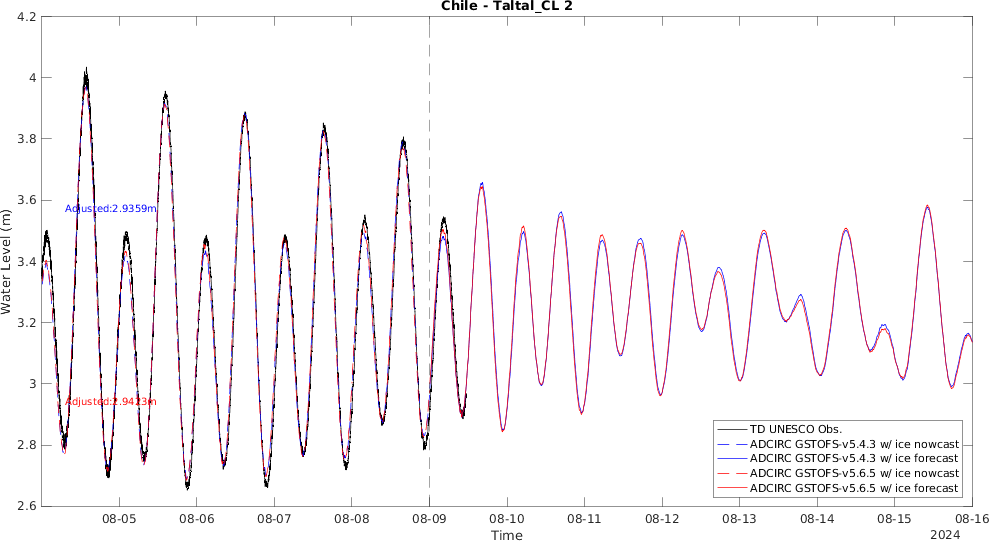 Chile - Taltal_CL 2
Water Level (m)
4.2
4
3.8
3.6
3.4
3.2
3
2.8
2.6
Adjusted:2.9359m
Adjusted:2.9423m
TD UNESCO Obs.
ADCIRC GSTOFS-v5.4.3 w/ ice nowcast
ADCIRC GSTOFS-v5.4.3 w/ ice forecast
ADCIRC GSTOFS-v5.6.5 w/ ice nowcast
ADCIRC GSTOFS-v5.6.5 w/ ice forecast
08-05 08-06 08-07 08-08 08-09 08-10 08-11 08-12 08-13 08-14 08-15 08-16
Time
2024